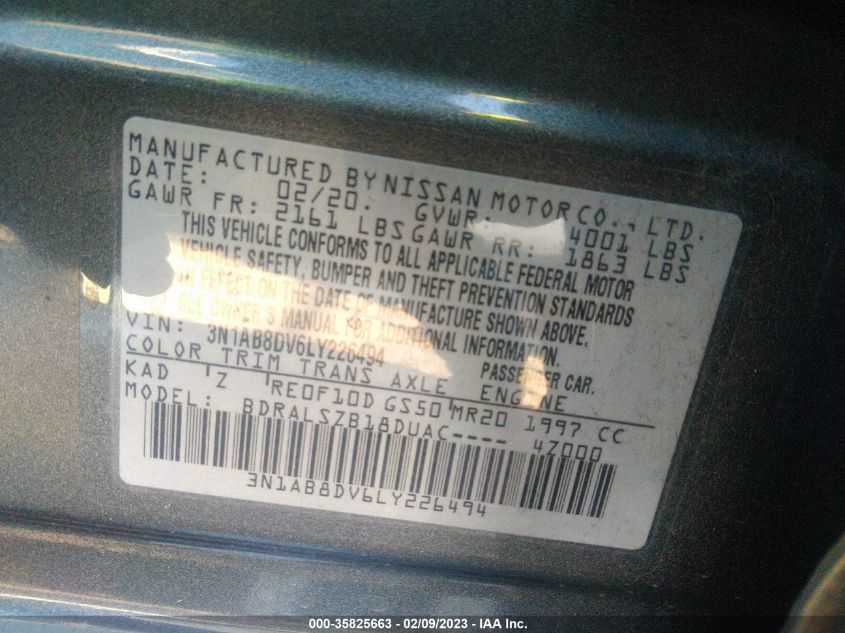 MANUFACTURED BY NISSAN MOTOR CO., LTD.
DATE: 02/20. GVWR: 4001 LBS
GAWR FR: 2161 LBS GAWR RR: 1863 LBS
THIS VEHICLE CONFORMS TO ALL APPLICABLE FEDERAL MOTOR
VEHICLE SAFETY, BUMPER AND THEFT PREVENTION STANDARDS
IN EFFECT ON THE DATE OF MANUFACTURE SHOWN ABOVE.
SEE OWNER'S MANUAL FOR ADDITIONAL INFORMATION.
VIN: 3N1AB8DV6LY226494 PASSENGER CAR.
COLOR TRIM TRANS AXLE ENGINE
KAD Z RE0F10D GS50 MR20 1997 CC
MODEL: BDRALSZB18DUAC---- 4Z000
3N1AB8DV6LY226494
000-35825663 - 02/09/2023 - IAA Inc.